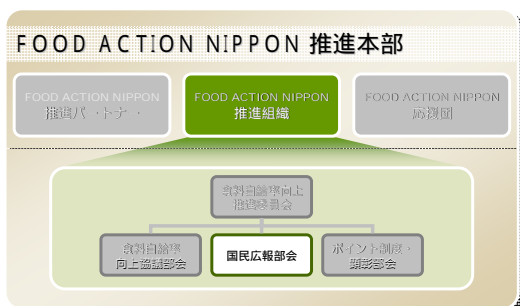 FOOD ACTION NIPPON 推進本部
FOOD ACTION NIPPON
推進パートナー
FOOD ACTION NIPPON
推進組織
FOOD ACTION NIPPON
応援団
食料自給率向上
推進委員会
食料自給率
向上協議部会
国民広報部会
ポイント制度・
顕彰部会